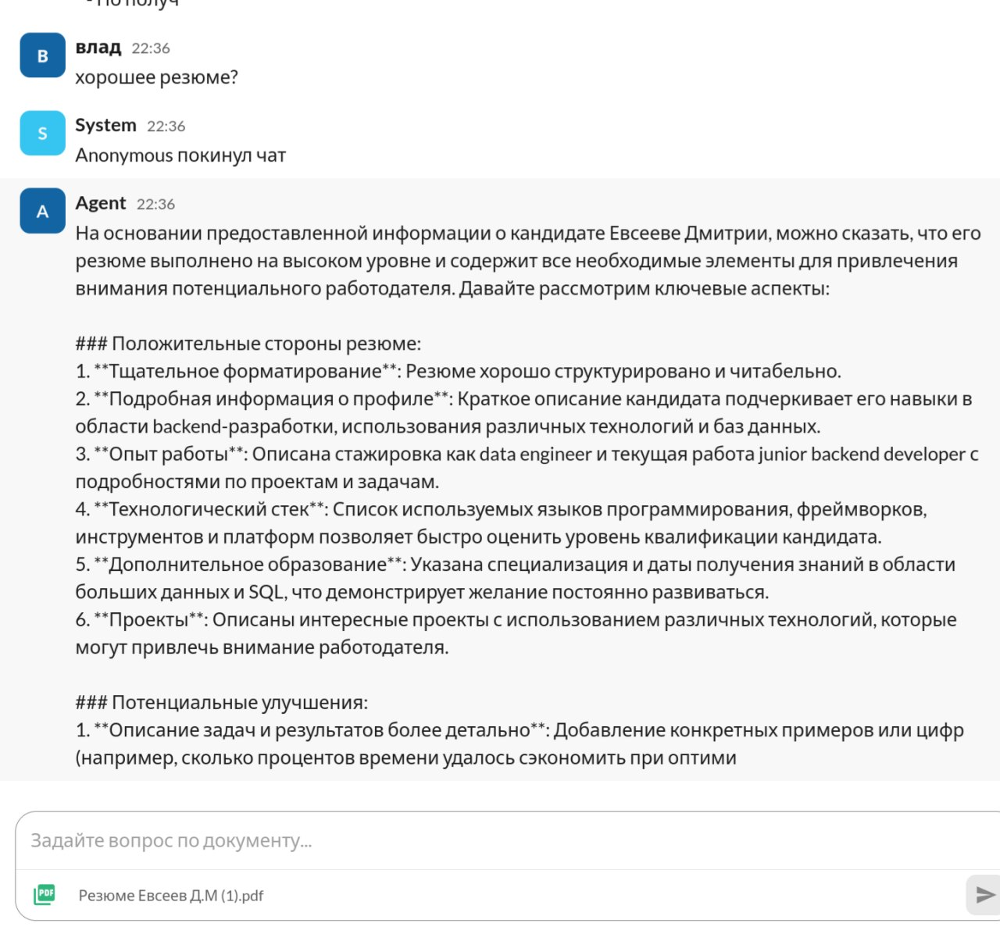 - По получ
В
влад 22:36
хорошее резюме?
S
System 22:36
Anonymous покинул чат
A
Agent 22:36
На основании предоставленной информации о кандидате Евсееве Дмитрии, можно сказать, что его
резюме выполнено на высоком уровне и содержит все необходимые элементы для привлечения
внимания потенциального работодателя. Давайте рассмотрим ключевые аспекты:
### Положительные стороны резюме:
1. **Тщательное форматирование**: Резюме хорошо структурировано и читабельно.
2. **Подробная информация о профиле**: Краткое описание кандидата подчеркивает его навыки в
области backend-разработки, использования различных технологий и баз данных.
3. **Опыт работы**: Описана стажировка как data engineer и текущая работа junior backend developer с
подробностями по проектам и задачам.
4. **Технологический стек**: Список используемых языков программирования, фреймворков,
инструментов и платформ позволяет быстро оценить уровень квалификации кандидата.
5. **Дополнительное образование**: Указана специализация и даты получения знаний в области
больших данных и SQL, что демонстрирует желание постоянно развиваться.
6. **Проекты**: Описаны интересные проекты с использованием различных технологий, которые
могут привлечь внимание работодателя.
### Потенциальные улучшения:
1. **Описание задач и результатов более детально**: Добавление конкретных примеров или цифр
(например, сколько процентов времени удалось сэкономить при оптими
Задайте вопрос по документу...
PDF
Резюме Евсеев Д.М (1).pdf